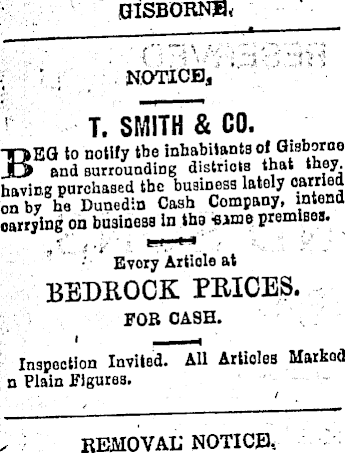 GISBORNE,
NOTICE,
T. SMITH & CO.
BEG to notify the inhabitants of Gisborne
and surrounding districts that they,
having purchased the business lately carried
on by he Dunedin Cash Company, intend
carrying on business in the same premises.
Every Article at
BEDROCK PRICES.
FOR CASH.
Inspection Invited. All Articles Marked
n Plain Figures.
REMOVAL NOTICE,